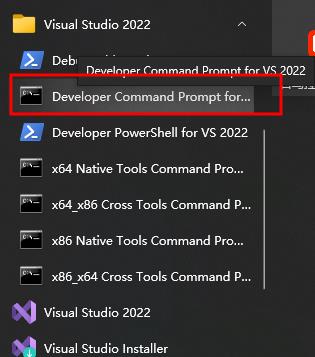 Visual Studio 2022
Debu
Developer Command Prompt for VS 2022
Developer Command Prompt for...
Developer PowerShell for VS 2022
x64 Native Tools Command Pro...
x64_x86 Cross Tools Command P...
x86 Native Tools Command Pro...
x86_x64 Cross Tools Command P...
Visual Studio 2022
Visual Studio Installer